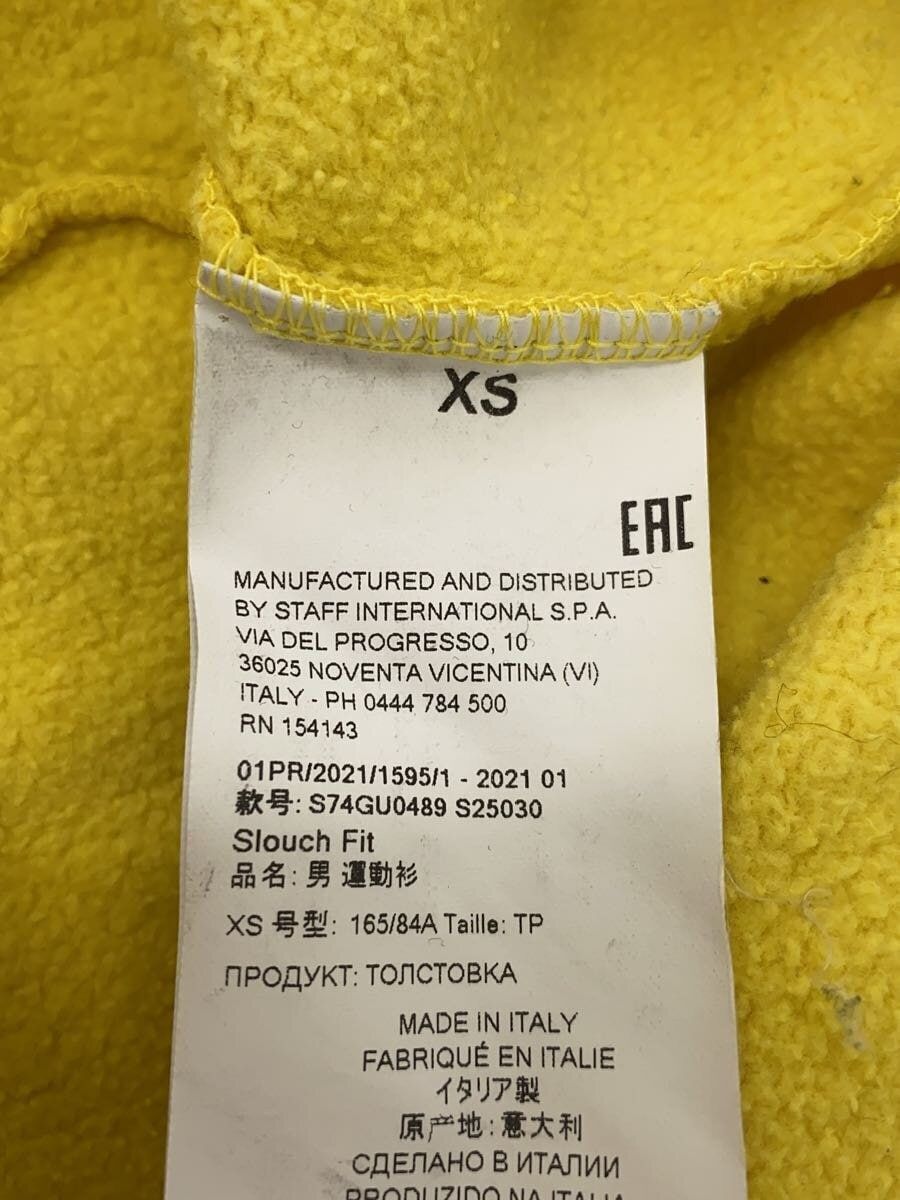 XS
EAC
MANUFACTURED AND DISTRIBUTED
BY STAFF INTERNATIONAL S.P.A.
VIA DEL PROGRESSO, 10
36025 NOVENTA VICENTINA (VI)
ITALY - PH 0444 784 500
RN 154143
01PR/2021/1595/1 - 2021 01
款号: S74GU0489 S25030
Slouch Fit
品名: 男 運動衫
XS 号型: 165/84A Taille: TP
ПРОДУКТ: ТОЛСТОВКА
MADE IN ITALY
FABRIQUÉ EN ITALIE
イタリア製
原产地: 意大利
СДЕЛАНО В ИТАЛИИ
PRODUZIDO NA ITALIA